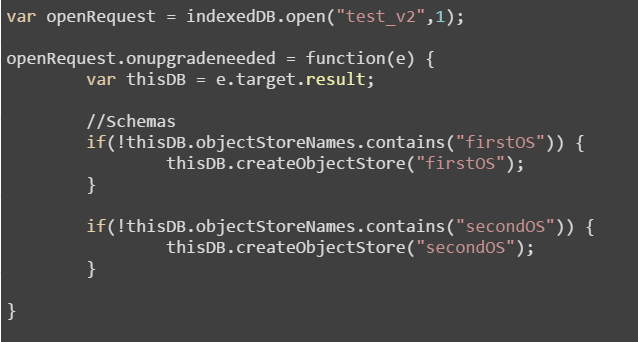 var openRequest = indexedDB.open("test_v2",1);
openRequest.onupgradeneeded = function(e) {
var thisDB = e.target.result;
//Schemas
if(!thisDB.objectStoreNames.contains("firstOS")) {
thisDB.createObjectStore("firstOS");
}
if(!thisDB.objectStoreNames.contains("secondOS")) {
thisDB.createObjectStore("secondOS");
}
}